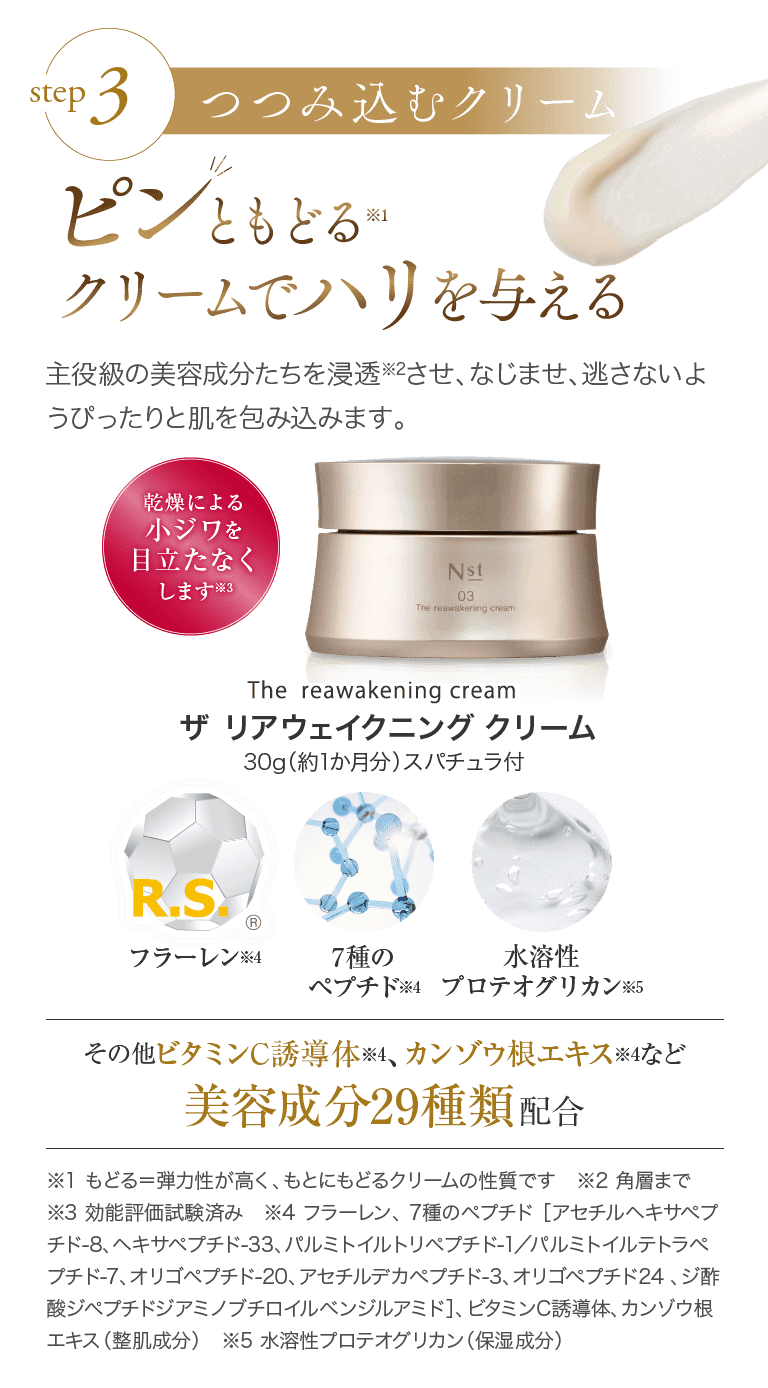 step 3
つつみ込むクリーム
ピンともどる※1
クリームでハリを与える
主役級の美容成分たちを浸透※2させ、なじませ、逃さないよ
うぴったりと肌を包み込みます。
乾燥による
小ジワを
目立たなく
します※3
Nst
03
The reawakening cream
The reawakening cream
ザ リアウェイクニング クリーム
30g（約1か月分）スパチュラ付
R.S.®
フラーレン※4
7種の
ペプチド※4
水溶性
プロテオグリカン※5
その他ビタミンC誘導体※4、カンゾウ根エキス※4など
美容成分29種類配合
※1 もどる＝弾力性が高く、もとにもどるクリームの性質です ※2 角層まで
※3 効能評価試験済み ※4 フラーレン、7種のペプチド［アセチルヘキサペプ
チド-8、ヘキサペプチド-33、パルミトイルトリペプチド-1／パルミトイルテトラペ
プチド-7、オリゴペプチド-20、アセチルデカペプチド-3、オリゴペプチド24 、ジ酢
酸ジペプチドジアミノブチロイルベンジルアミド］、ビタミンC誘導体、カンゾウ根
エキス（整肌成分） ※5 水溶性プロテオグリカン（保湿成分）